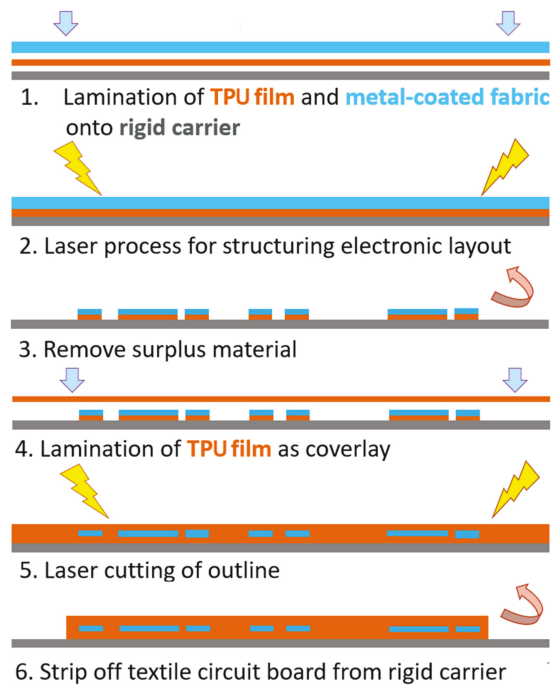 1. Lamination of TPU film and metal-coated fabric
onto rigid carrier
2. Laser process for structuring electronic layout
3. Remove surplus material
4. Lamination of TPU film as coverlay
5. Laser cutting of outline
6. Strip off textile circuit board from rigid carrier